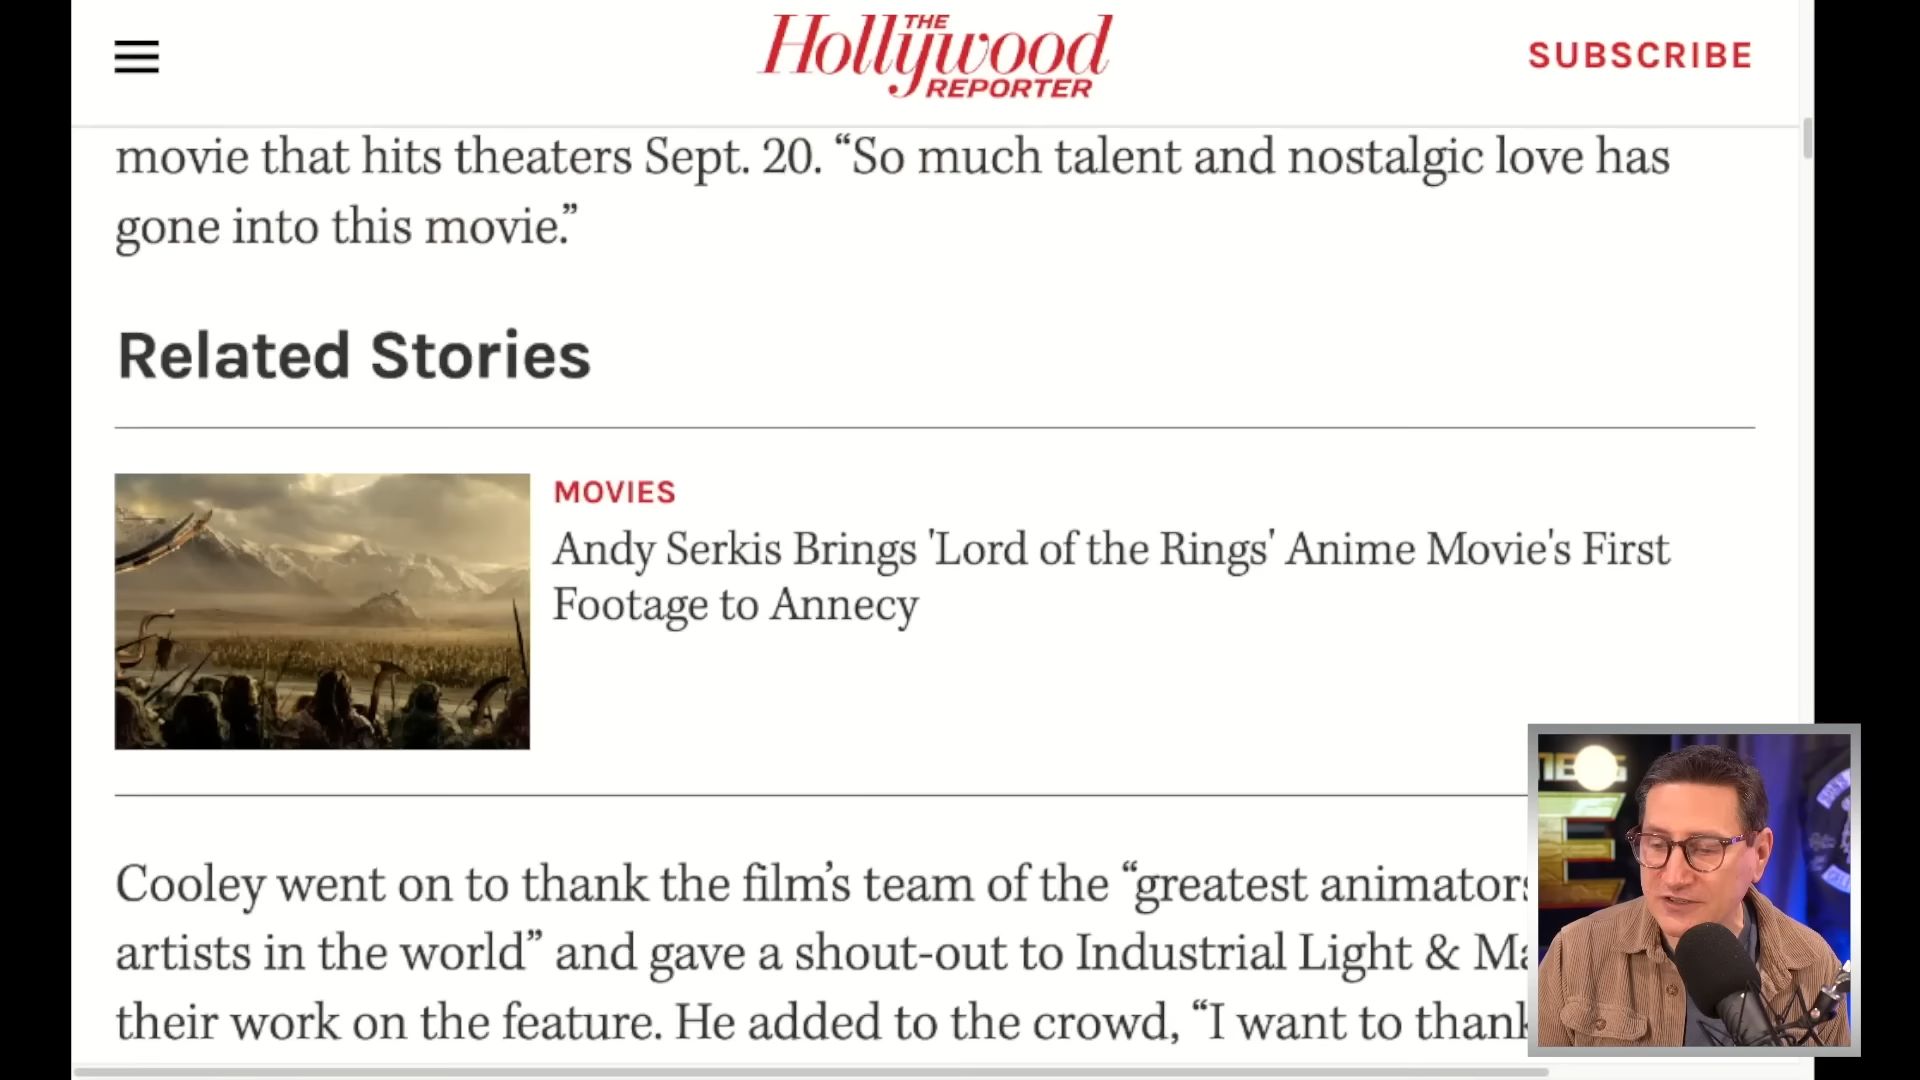 THE
Hollywood
REPORTER
SUBSCRIBE
movie that hits theaters Sept. 20. “So much talent and nostalgic love has
gone into this movie.”
Related Stories
MOVIES
Andy Serkis Brings 'Lord of the Rings' Anime Movie's First
Footage to Annecy
Cooley went on to thank the film’s team of the “greatest animators
artists in the world” and gave a shout-out to Industrial Light & Ma
their work on the feature. He added to the crowd, “I want to thank